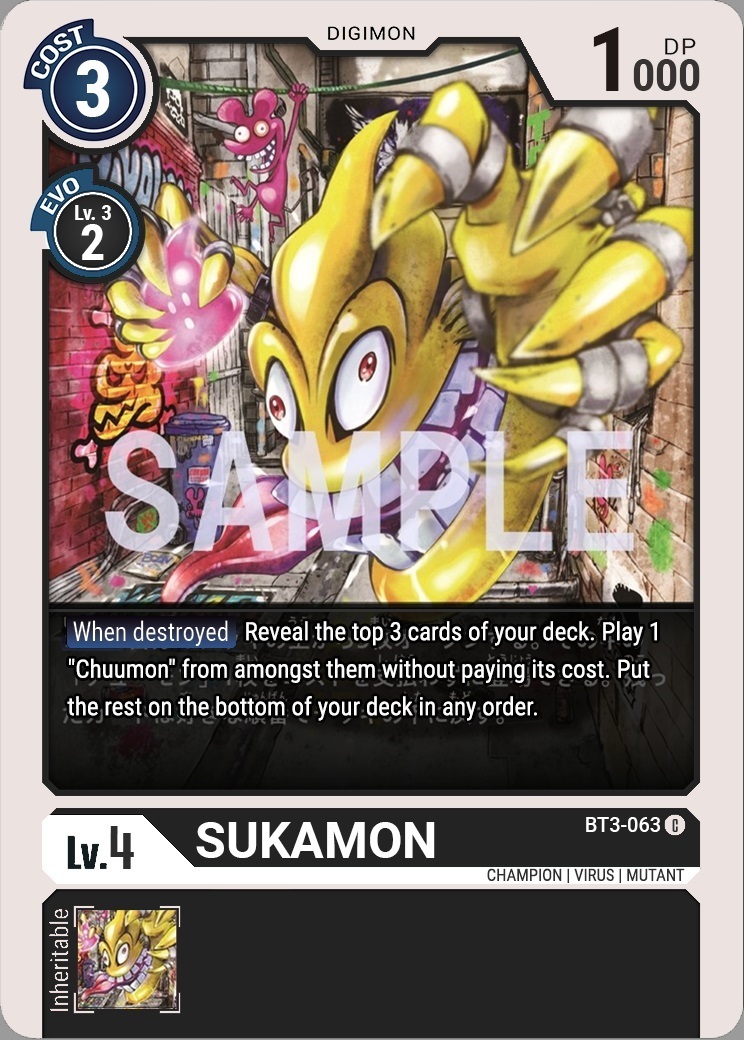 DIGIMON
COST
3
1000
DP
EVO
Lv. 3
2
SAMPLE
When destroyed Reveal the top 3 cards of your deck. Play 1
"Chuumon" from amongst them without paying its cost. Put
the rest on the bottom of your deck in any order.
Lv.4
SUKAMON
BT3-063 C
CHAMPION | VIRUS | MUTANT
Inheritable